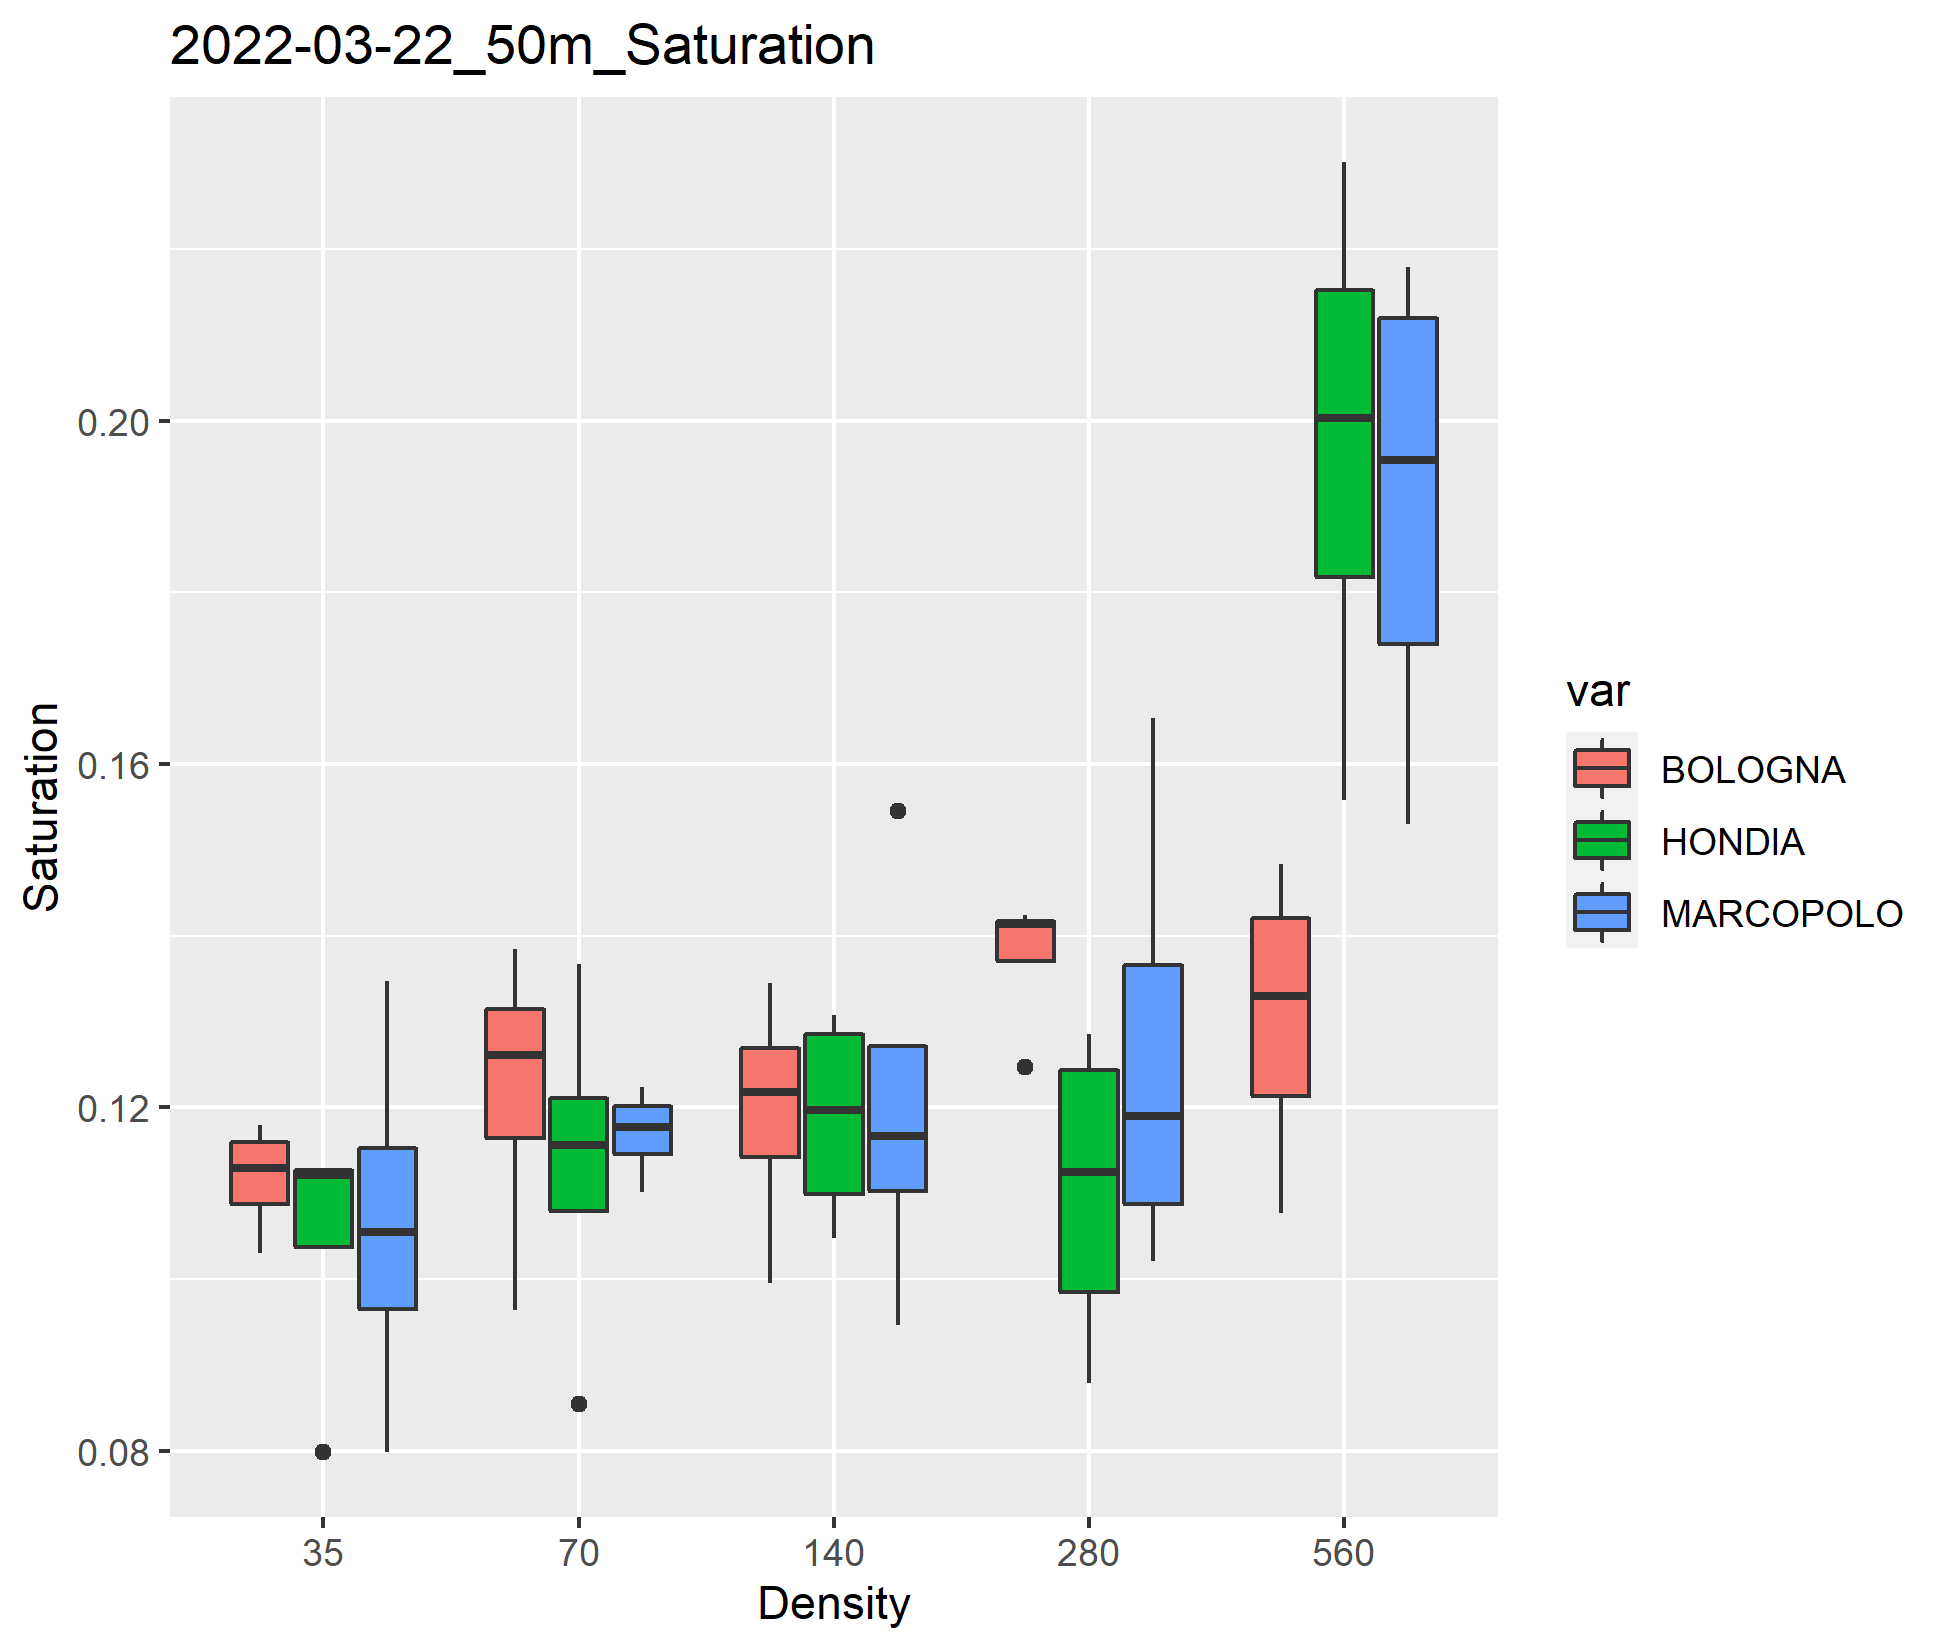 2022-03-22_50m_Saturation
Saturation
0.20
0.16
0.12
0.08
35 70 140 280 560
Density
var
BOLOGNA
HONDIA
MARCOPOLO